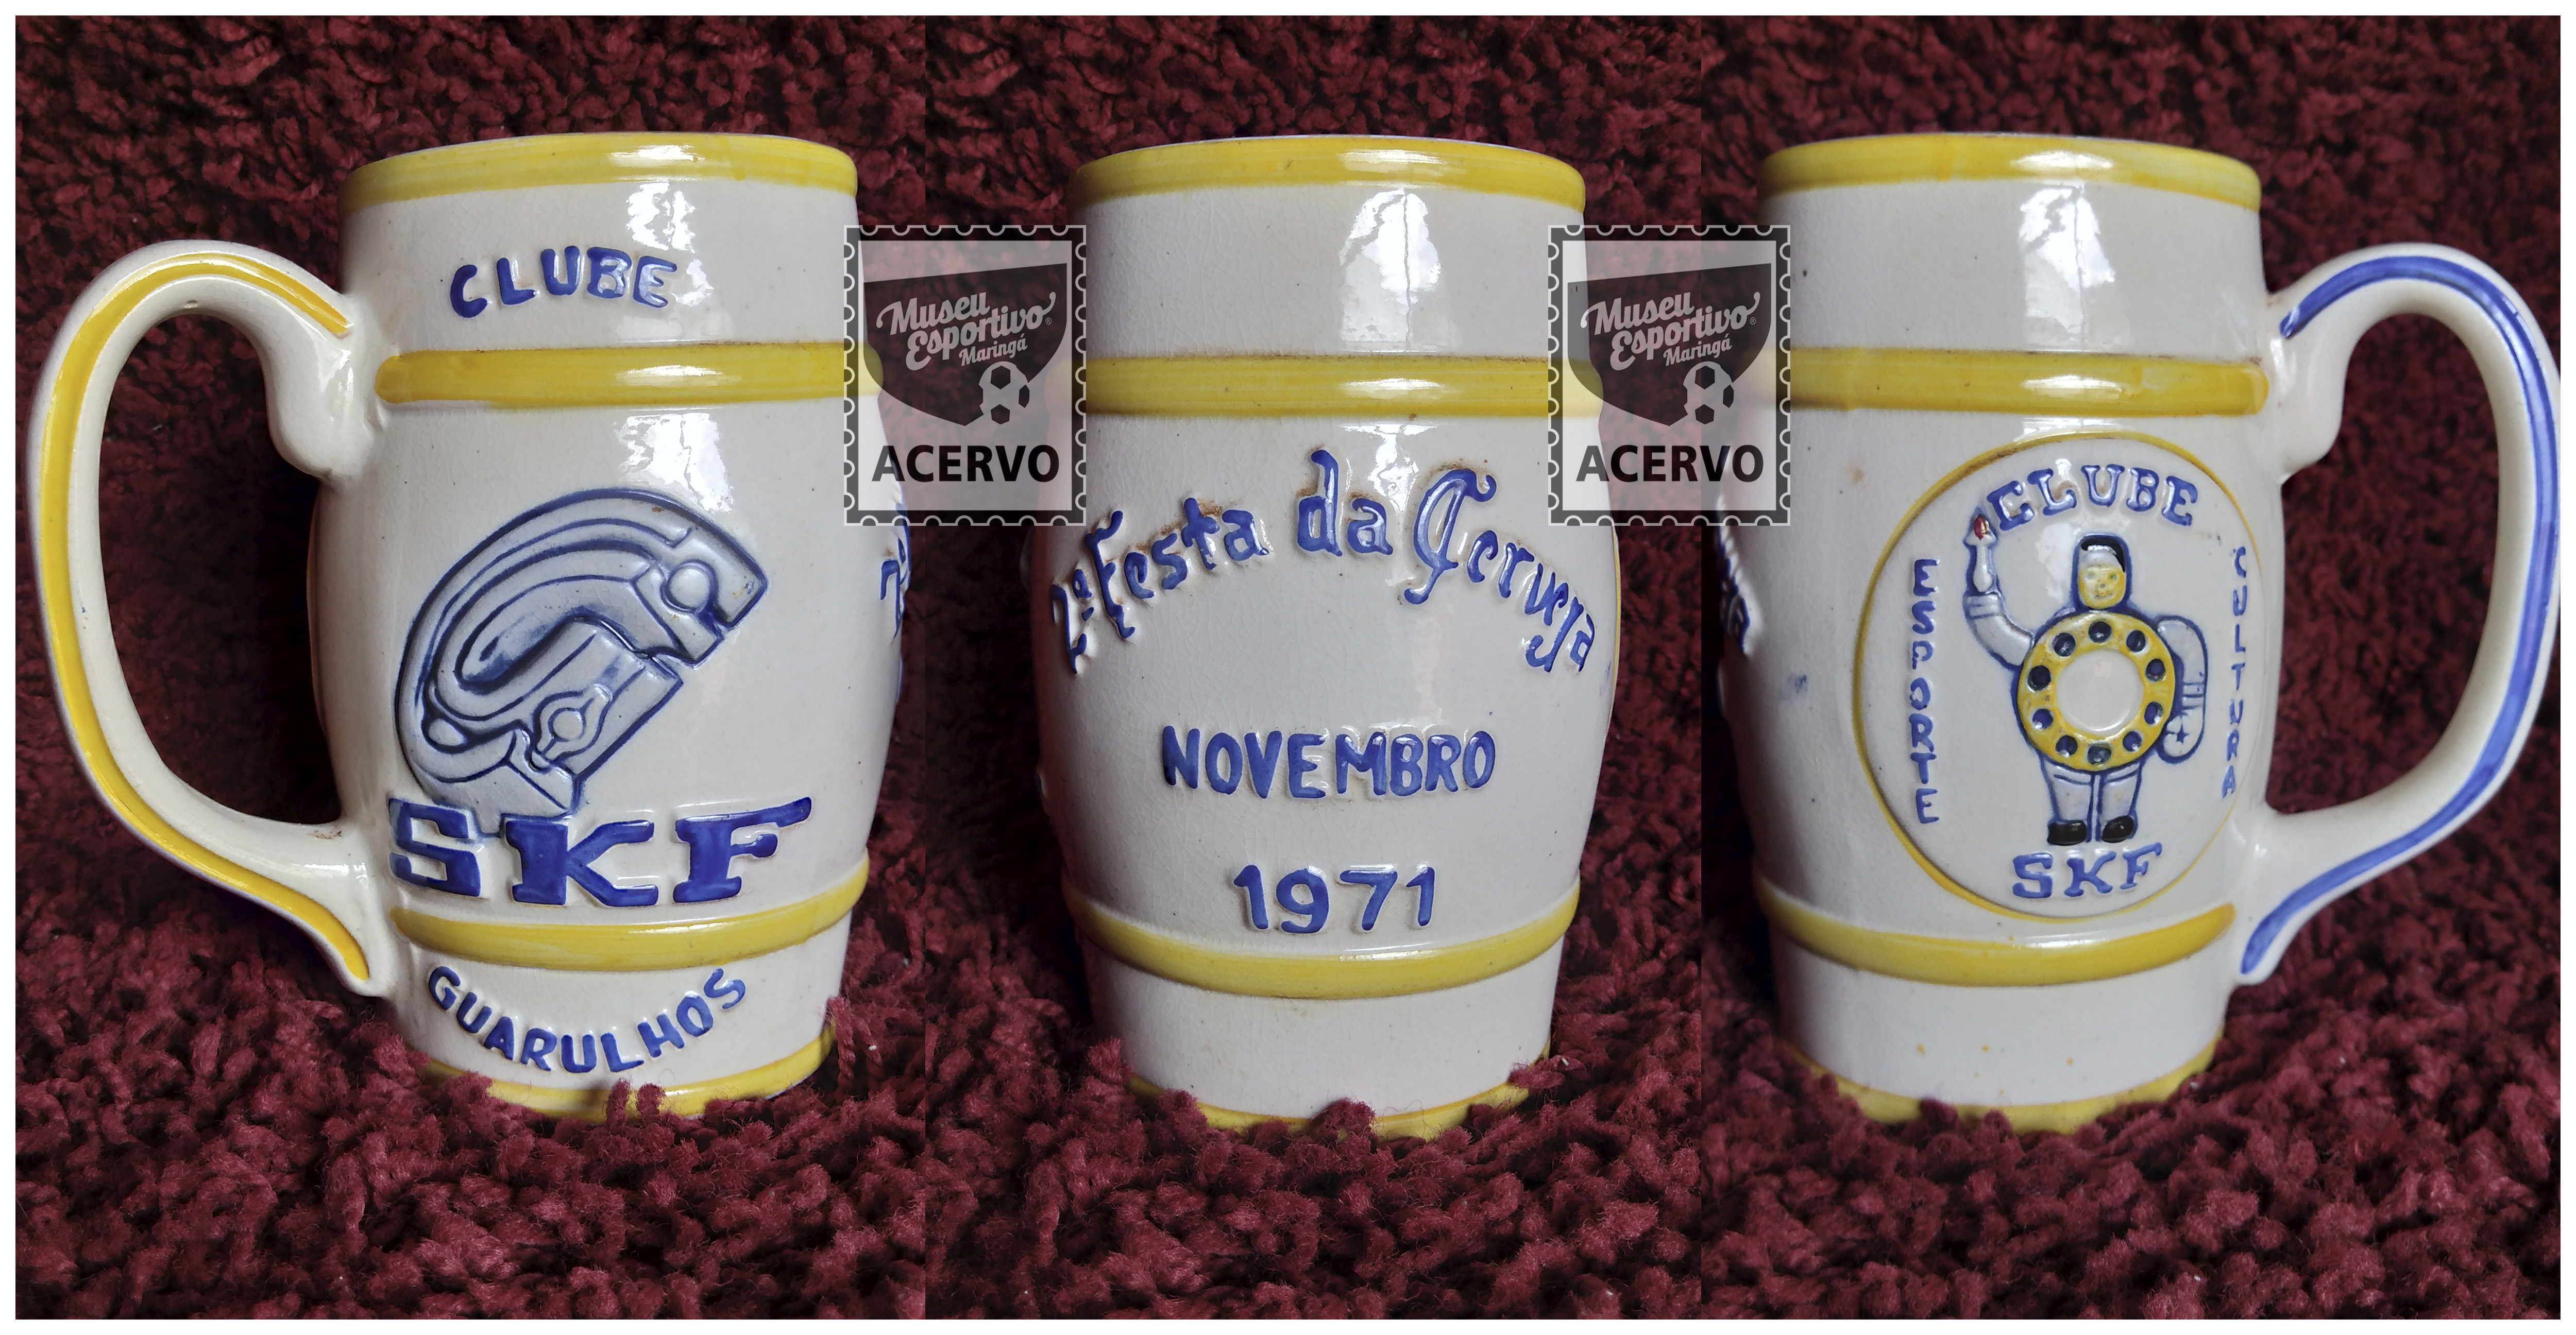 CLUBE
SKF
GUARULHOS
Museu
Esportivo®
Maringá
ACERVO
2ª Festa da Cerveja
NOVEMBRO
1971
Museu
Esportivo®
Maringá
ACERVO
CLUBE
ESPORTE
CULTURA
SKF